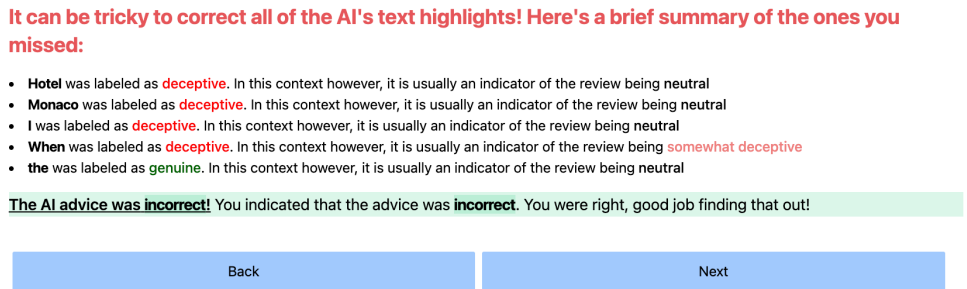 It can be tricky to correct all of the AI's text highlights! Here's a brief summary of the ones you
missed:
• Hotel was labeled as deceptive. In this context however, it is usually an indicator of the review being neutral
• Monaco was labeled as deceptive. In this context however, it is usually an indicator of the review being neutral
• I was labeled as deceptive. In this context however, it is usually an indicator of the review being neutral
• When was labeled as deceptive. In this context however, it is usually an indicator of the review being somewhat deceptive
• the was labeled as genuine. In this context however, it is usually an indicator of the review being neutral
The AI advice was incorrect! You indicated that the advice was incorrect. You were right, good job finding that out!
Back Next